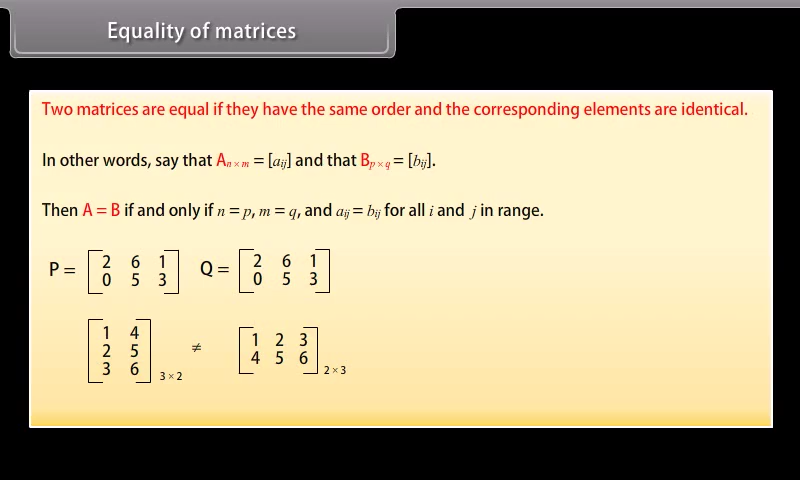 Equality of matrices
Two matrices are equal if they have the same order and the corresponding elements are identical.
In other words, say that A n × m = [aij] and that B p × q = [bij].
Then A = B if and only if n = p, m = q, and aij = bij for all i and j in range.
P = [2 6 1 Q = [2 6 1
0 5 3] 0 5 3]
[1 4
2 5 ≠ [1 2 3
3 6] 3 × 2 4 5 6] 2 × 3